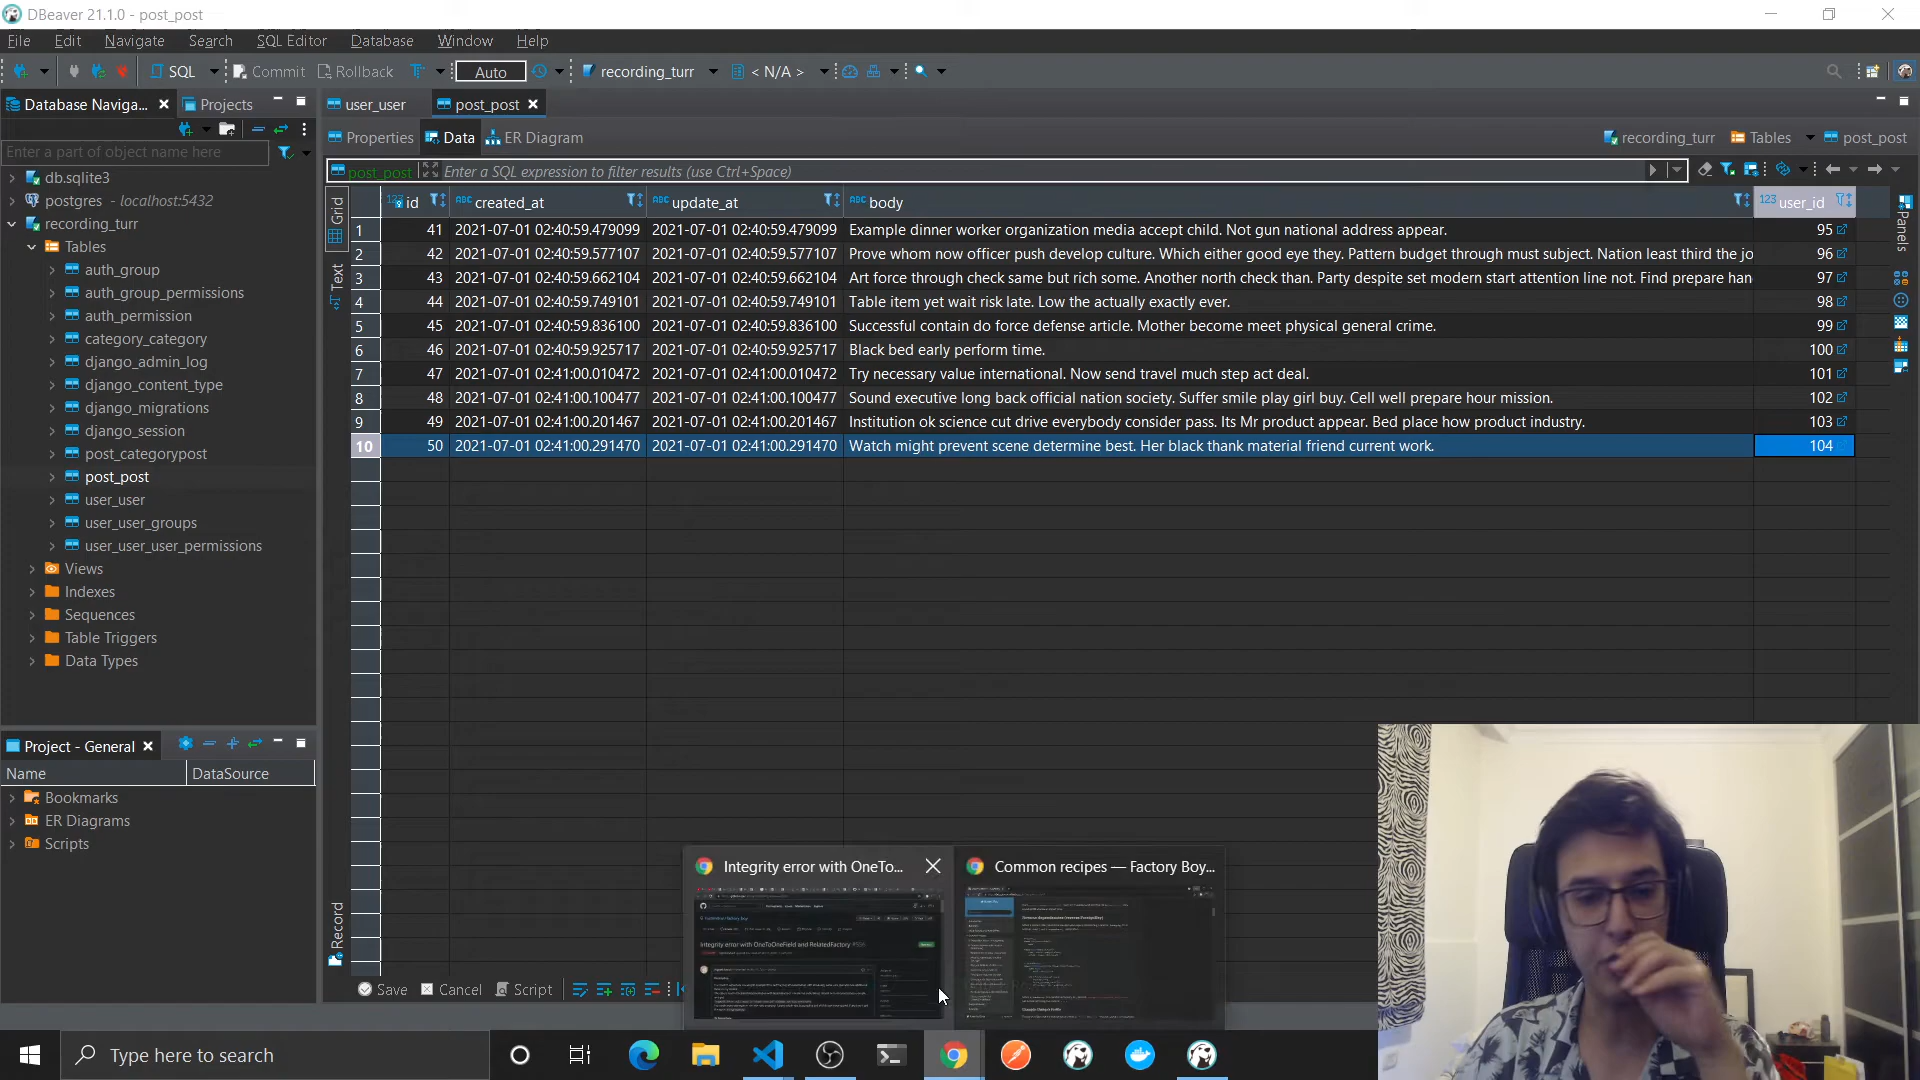 DBeaver 21.1.0 - post_post
File Edit Navigate Search SQL Editor Database Window Help
SQL Commit Rollback Auto recording_turr < N/A >
Database Naviga... Projects
user_user post_post
Properties Data ER Diagram
recording_turr Tables post_post
Enter a part of object name here
post_post Enter a SQL expression to filter results (use Ctrl+Space)
db.sqlite3
postgres - localhost:5432
recording_turr
Tables
auth_group
auth_group_permissions
auth_permission
category_category
django_admin_log
django_content_type
django_migrations
django_session
post_categorypost
post_post
user_user
user_user_groups
user_user_user_permissions
Views
Indexes
Sequences
Table Triggers
Data Types
Grid
Text
Record
Panels
123 id ABC created_at ABC update_at ABC body 123 user_id
1 41 2021-07-01 02:40:59.479099 2021-07-01 02:40:59.479099 Example dinner worker organization media accept child. Not gun national address appear. 95
2 42 2021-07-01 02:40:59.577107 2021-07-01 02:40:59.577107 Prove whom now officer push develop culture. Which either good eye they. Pattern budget through must subject. Nation least third the jo 96
3 43 2021-07-01 02:40:59.662104 2021-07-01 02:40:59.662104 Art force through check same but rich some. Another north check than. Party despite set modern start attention line not. Find prepare han 97
4 44 2021-07-01 02:40:59.749101 2021-07-01 02:40:59.749101 Table item yet wait risk late. Low the actually exactly ever. 98
5 45 2021-07-01 02:40:59.836100 2021-07-01 02:40:59.836100 Successful contain do force defense article. Mother become meet physical general crime. 99
6 46 2021-07-01 02:40:59.925717 2021-07-01 02:40:59.925717 Black bed early perform time. 100
7 47 2021-07-01 02:41:00.010472 2021-07-01 02:41:00.010472 Try necessary value international. Now send travel much step act deal. 101
8 48 2021-07-01 02:41:00.100477 2021-07-01 02:41:00.100477 Sound executive long back official nation society. Suffer smile play girl buy. Cell well prepare hour mission. 102
9 49 2021-07-01 02:41:00.201467 2021-07-01 02:41:00.201467 Institution ok science cut drive everybody consider pass. Its Mr product appear. Bed place how product industry. 103
10 50 2021-07-01 02:41:00.291470 2021-07-01 02:41:00.291470 Watch might prevent scene determine best. Her black thank material friend current work. 104
Project - General
Name DataSource
Bookmarks
ER Diagrams
Scripts
Integrity error with OneTo... Common recipes — Factory Boy...
Integrity error with OneToOneField and RelatedFactory
Save Cancel Script
Type here to search